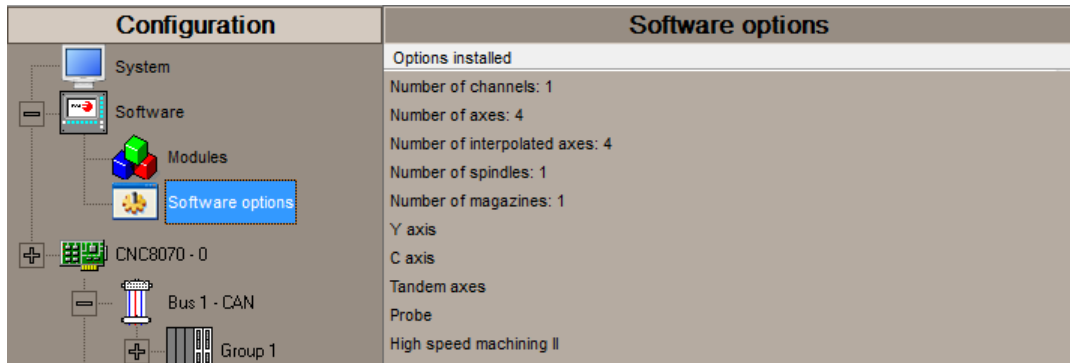 Configuration
System
Software
Modules
Software options
CNC8070 - 0
Bus 1 - CAN
Group 1
Software options
Options installed
Number of channels: 1
Number of axes: 4
Number of interpolated axes: 4
Number of spindles: 1
Number of magazines: 1
Y axis
C axis
Tandem axes
Probe
High speed machining II